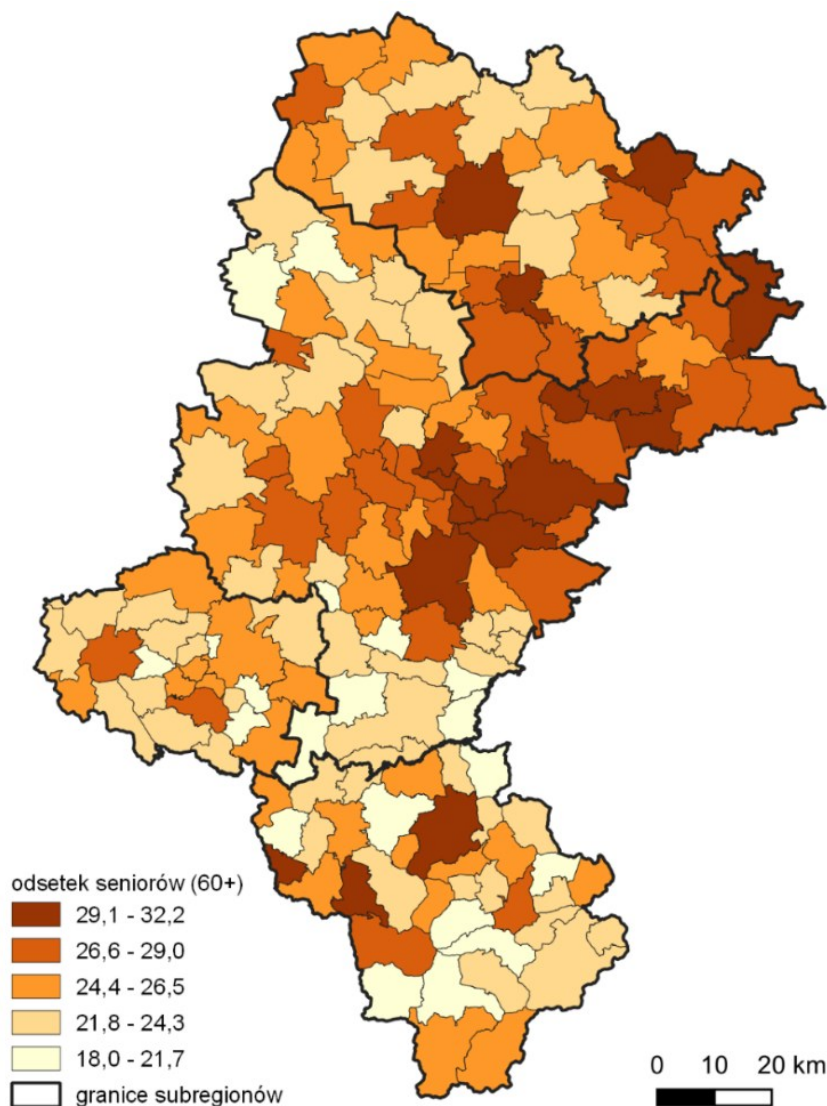 odsetek seniorów (60+)
29,1 - 32,2
26,6 - 29,0
24,4 - 26,5
21,8 - 24,3
18,0 - 21,7
granice subregionów
0 10 20 km